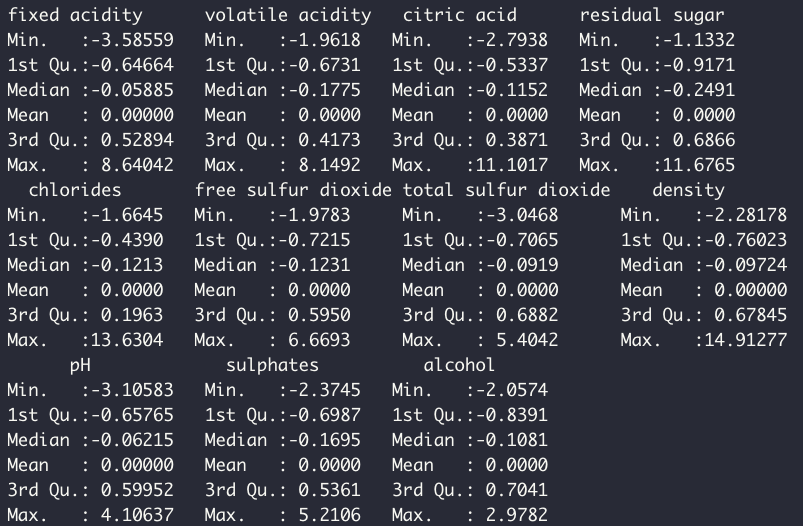 fixed acidity      volatile acidity   citric acid      residual sugar
Min.   :-3.58559   Min.   :-1.9618   Min.   :-2.7938   Min.   :-1.1332
1st Qu.:-0.64664   1st Qu.:-0.6731   1st Qu.:-0.5337   1st Qu.:-0.9171
Median :-0.05885   Median :-0.1775   Median :-0.1152   Median :-0.2491
Mean   : 0.00000   Mean   : 0.0000   Mean   : 0.0000   Mean   : 0.0000
3rd Qu.: 0.52894   3rd Qu.: 0.4173   3rd Qu.: 0.3871   3rd Qu.: 0.6866
Max.   : 8.64042   Max.   : 8.1492   Max.   :11.1017   Max.   :11.6765
chlorides       free sulfur dioxide total sulfur dioxide    density
Min.   :-1.6645   Min.   :-1.9783   Min.   :-3.0468   Min.   :-2.28178
1st Qu.:-0.4390   1st Qu.:-0.7215   1st Qu.:-0.7065   1st Qu.:-0.76023
Median :-0.1213   Median :-0.1231   Median :-0.0919   Median :-0.09724
Mean   : 0.0000   Mean   : 0.0000   Mean   : 0.0000   Mean   : 0.00000
3rd Qu.: 0.1963   3rd Qu.: 0.5950   3rd Qu.: 0.6882   3rd Qu.: 0.67845
Max.   :13.6304   Max.   : 6.6693   Max.   : 5.4042   Max.   :14.91277
pH             sulphates          alcohol
Min.   :-3.10583   Min.   :-2.3745   Min.   :-2.0574
1st Qu.:-0.65765   1st Qu.:-0.6987   1st Qu.:-0.8391
Median :-0.06215   Median :-0.1695   Median :-0.1081
Mean   : 0.00000   Mean   : 0.0000   Mean   : 0.0000
3rd Qu.: 0.59952   3rd Qu.: 0.5361   3rd Qu.: 0.7041
Max.   : 4.10637   Max.   : 5.2106   Max.   : 2.9782